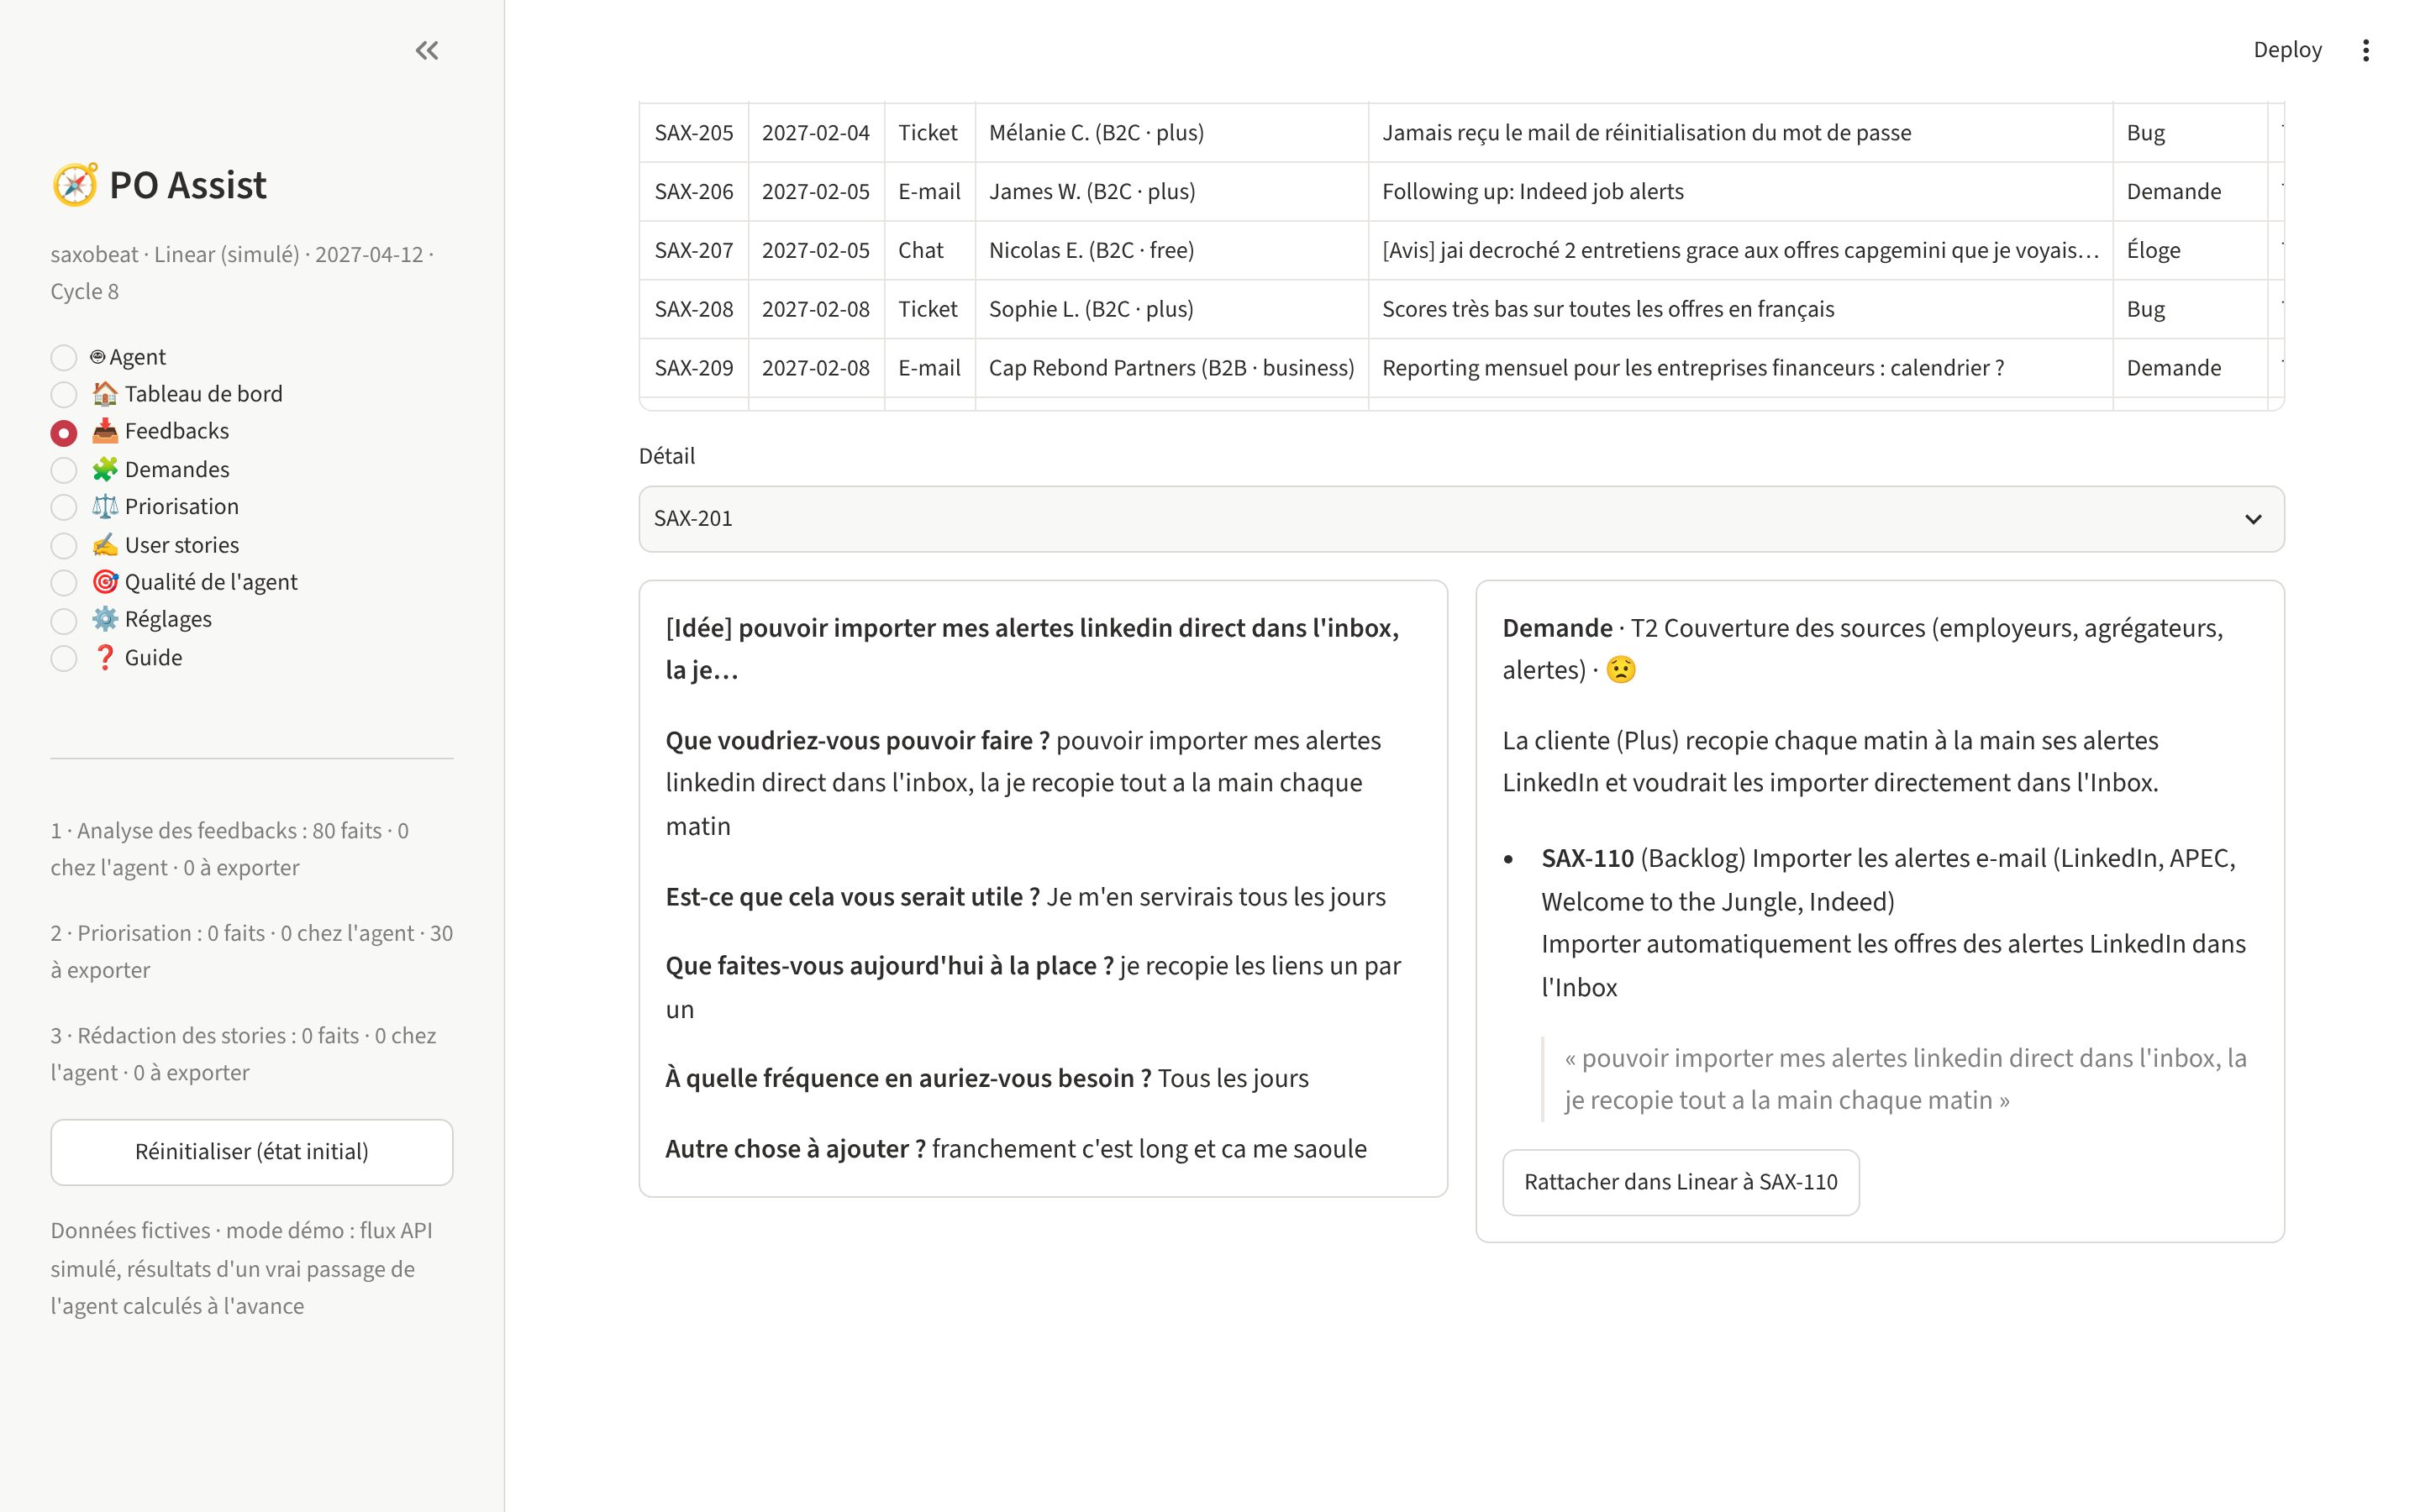 Deploy
PO Assist
saxobeat · Linear (simulé) · 2027-04-12 ·
Cycle 8
Agent
Tableau de bord
Feedbacks
Demandes
Priorisation
User stories
Qualité de l'agent
Réglages
Guide
1 · Analyse des feedbacks : 80 faits · 0
chez l'agent · 0 à exporter
2 · Priorisation : 0 faits · 0 chez l'agent · 30
à exporter
3 · Rédaction des stories : 0 faits · 0 chez
l'agent · 0 à exporter
Réinitialiser (état initial)
Données fictives · mode démo : flux API
simulé, résultats d'un vrai passage de
l'agent calculés à l'avance
SAX-205 2027-02-04 Ticket Mélanie C. (B2C · plus) Jamais reçu le mail de réinitialisation du mot de passe Bug
SAX-206 2027-02-05 E-mail James W. (B2C · plus) Following up: Indeed job alerts Demande
SAX-207 2027-02-05 Chat Nicolas E. (B2C · free) [Avis] jai decroché 2 entretiens grace aux offres capgemini que je voyais… Éloge
SAX-208 2027-02-08 Ticket Sophie L. (B2C · plus) Scores très bas sur toutes les offres en français Bug
SAX-209 2027-02-08 E-mail Cap Rebond Partners (B2B · business) Reporting mensuel pour les entreprises financeurs : calendrier ? Demande
Détail
SAX-201
[Idée] pouvoir importer mes alertes linkedin direct dans l'inbox,
la je…
Que voudriez-vous pouvoir faire ? pouvoir importer mes alertes
linkedin direct dans l'inbox, la je recopie tout a la main chaque
matin
Est-ce que cela vous serait utile ? Je m'en servirais tous les jours
Que faites-vous aujourd'hui à la place ? je recopie les liens un par
un
À quelle fréquence en auriez-vous besoin ? Tous les jours
Autre chose à ajouter ? franchement c'est long et ca me saoule
Demande · T2 Couverture des sources (employeurs, agrégateurs,
alertes) · 😟
La cliente (Plus) recopie chaque matin à la main ses alertes
LinkedIn et voudrait les importer directement dans l'Inbox.
• SAX-110 (Backlog) Importer les alertes e-mail (LinkedIn, APEC,
Welcome to the Jungle, Indeed)
Importer automatiquement les offres des alertes LinkedIn dans
l'Inbox
« pouvoir importer mes alertes linkedin direct dans l'inbox, la
je recopie tout a la main chaque matin »
Rattacher dans Linear à SAX-110